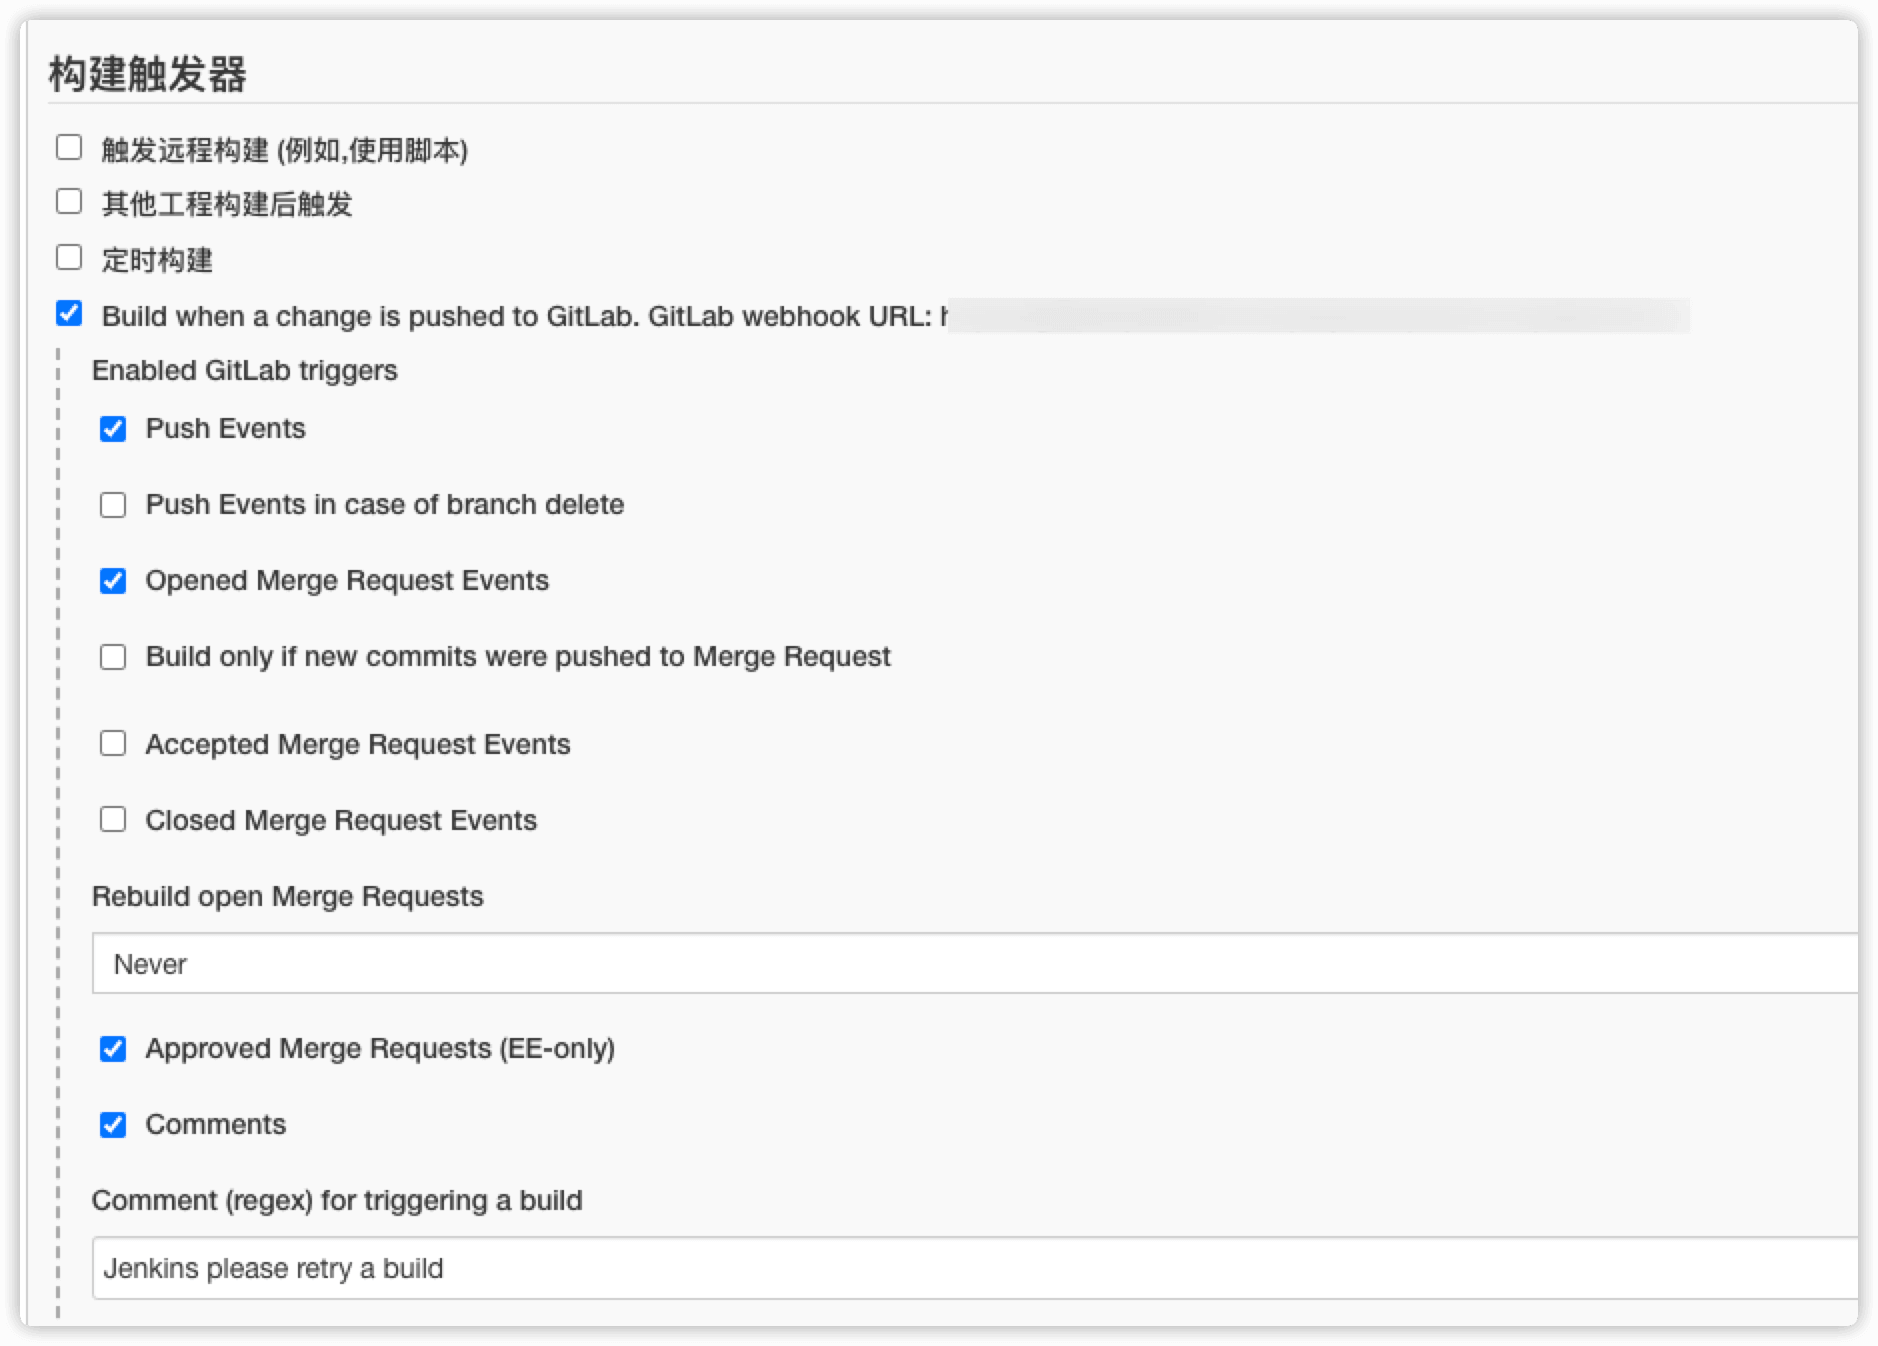 构建触发器
触发远程构建 (例如,使用脚本)
其他工程构建后触发
定时构建
Build when a change is pushed to GitLab. GitLab webhook URL:
Enabled GitLab triggers
Push Events
Push Events in case of branch delete
Opened Merge Request Events
Build only if new commits were pushed to Merge Request
Accepted Merge Request Events
Closed Merge Request Events
Rebuild open Merge Requests
Never
Approved Merge Requests (EE-only)
Comments
Comment (regex) for triggering a build
Jenkins please retry a build